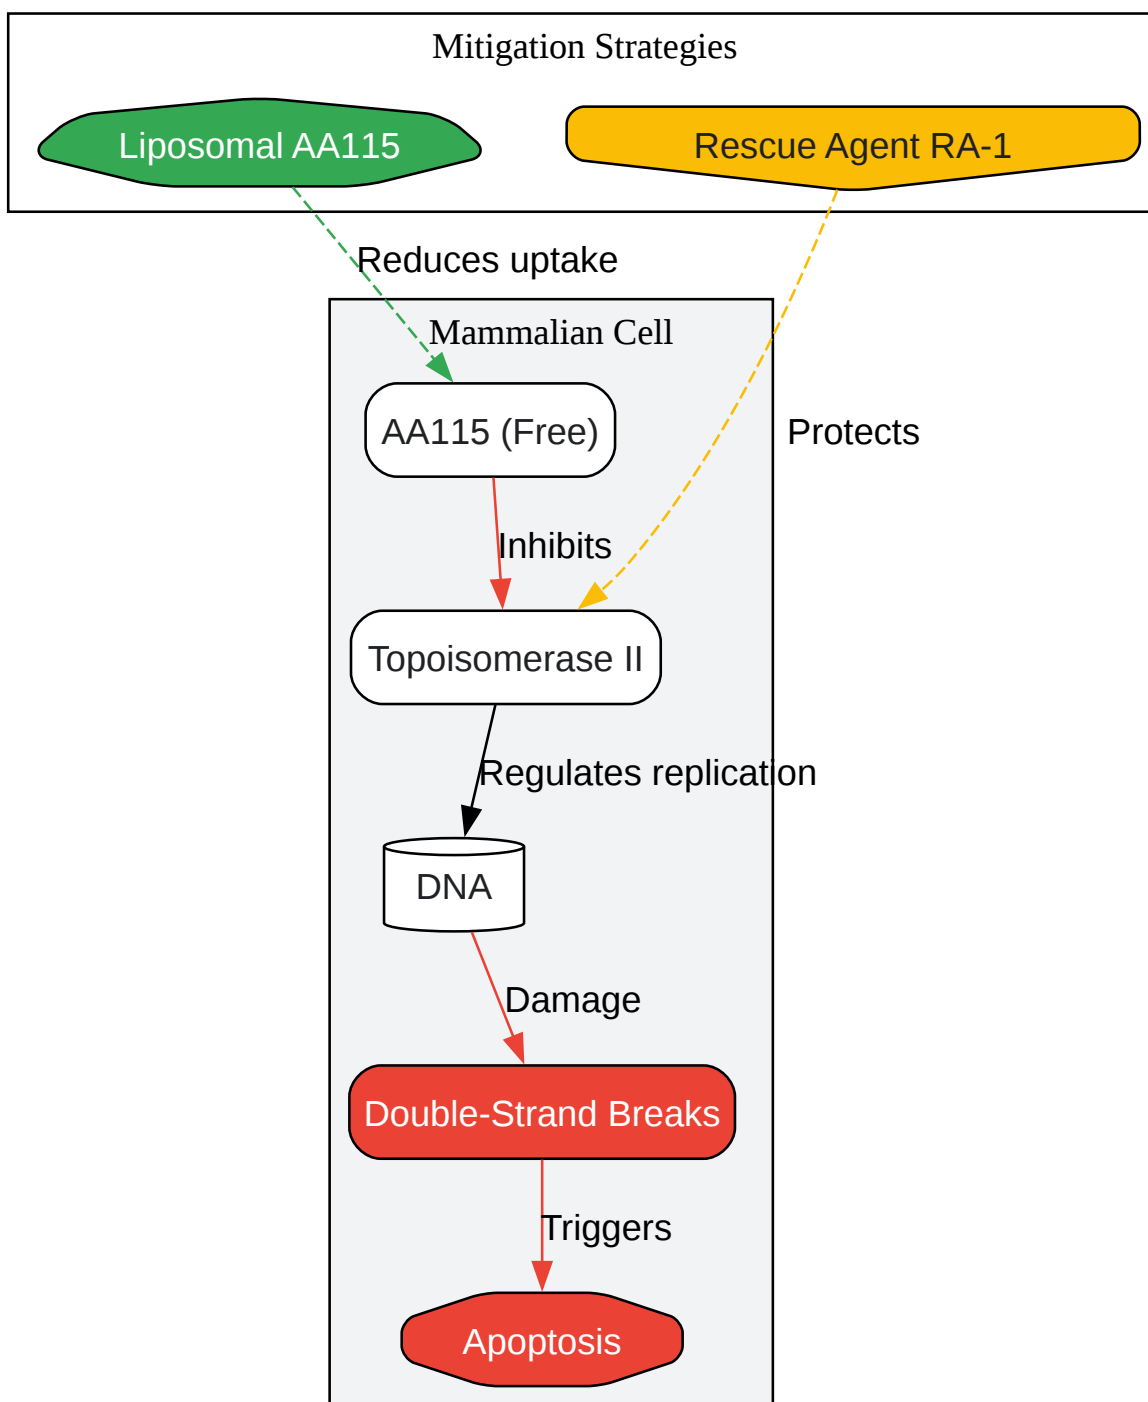 Mitigation Strategies
Liposomal AA115
Rescue Agent RA-1
Reduces uptake
Mammalian Cell
AA115 (Free)
Protects
Inhibits
Topoisomerase II
Regulates replication
DNA
Damage
Double-Strand Breaks
Triggers
Apoptosis